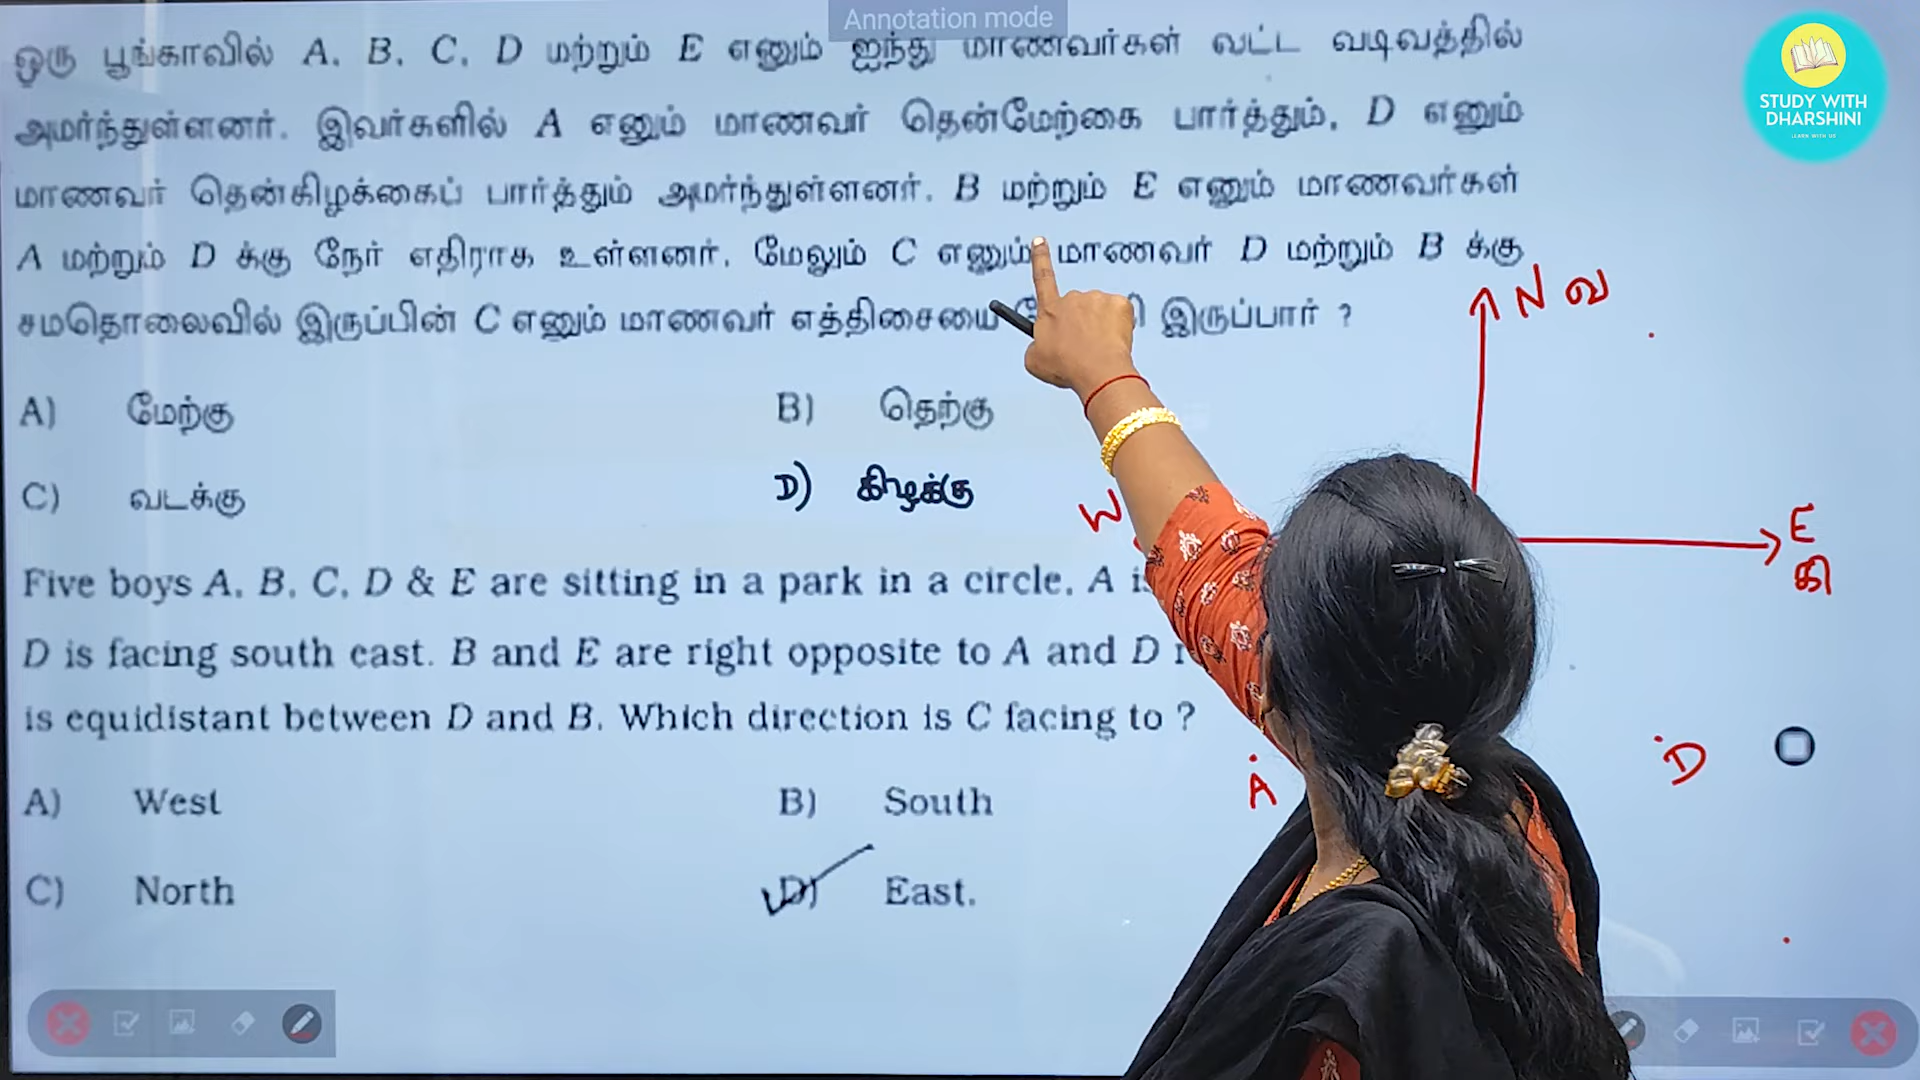 Annotation mode
ஒரு பூங்காவில் A, B, C, D மற்றும் E எனும் ஐந்து மாணவர்கள் வட்ட வடிவத்தில்
அமர்ந்துள்ளனர். இவர்களில் A எனும் மாணவர் தென்மேற்கை பார்த்தும், D எனும்
மாணவர் தென்கிழக்கைப் பார்த்தும் அமர்ந்துள்ளனர். B மற்றும் E எனும் மாணவர்கள்
A மற்றும் D க்கு நேர் எதிராக உள்ளனர். மேலும் C எனும் மாணவர் D மற்றும் B க்கு
சமதொலைவில் இருப்பின் C எனும் மாணவர் எத்திசையை இருப்பார் ?
A) மேற்கு B) தெற்கு
C) வடக்கு D) கிழக்கு
Five boys A, B, C, D & E are sitting in a park in a circle. A
D is facing south east. B and E are right opposite to A and D
is equidistant between D and B. Which direction is C facing to ?
A) West B) South
C) North D) East.
N வ
W
E
கி
A
D
STUDY WITH
DHARSHINI
LEARN WITH US